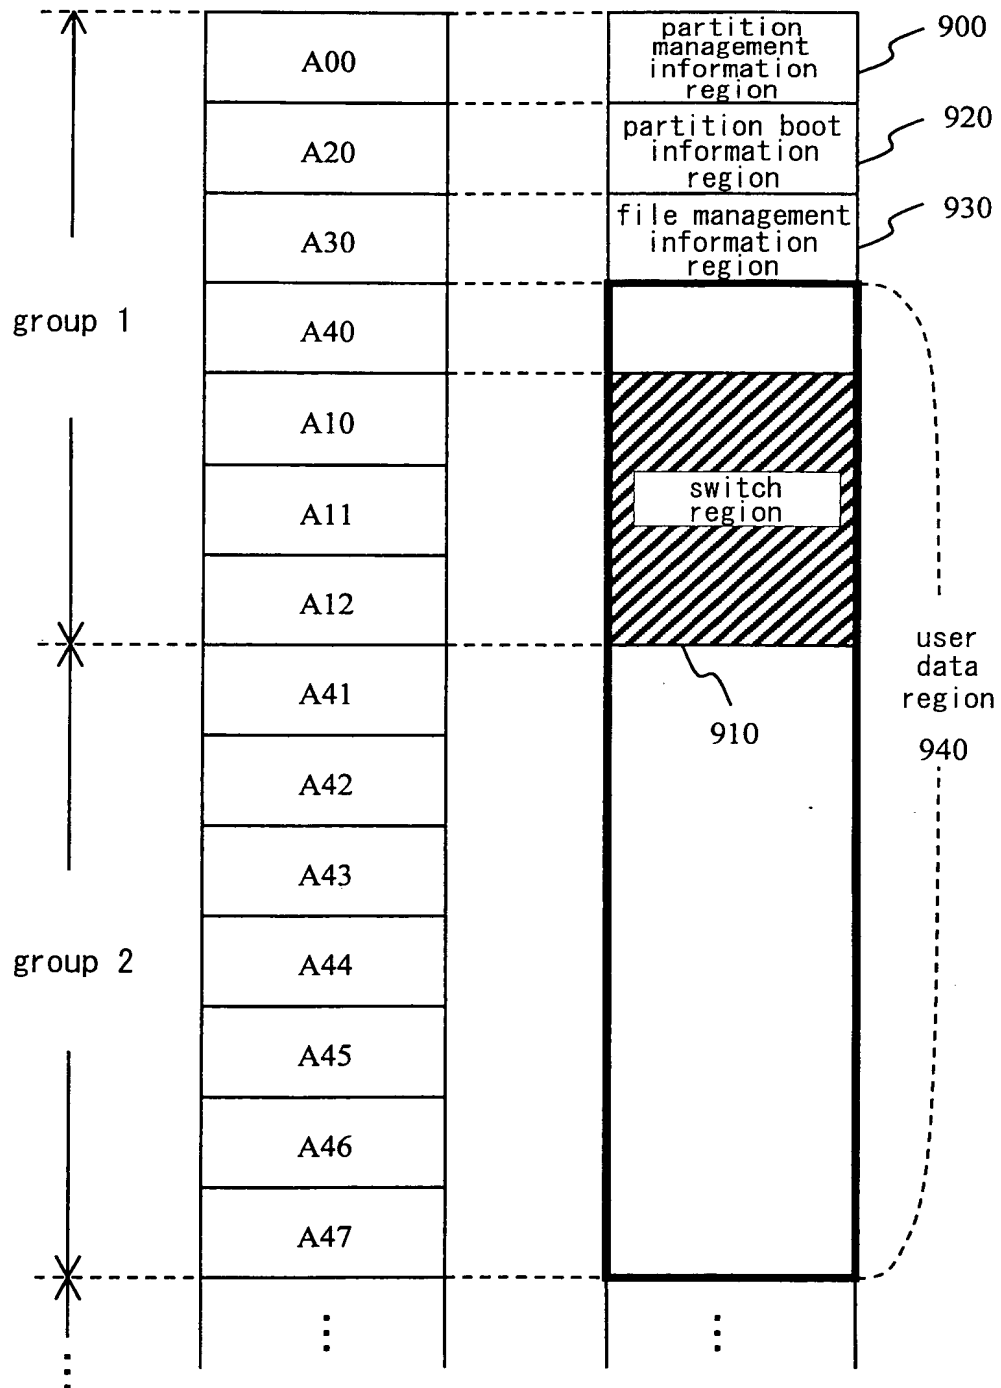 partition
management
information
region
900
A00
partition boot
information
region
920
A20
file management
information
region
930
A30
group 1
A40
A10
switch
region
A11
A12
user
data
region
940
910
A41
A42
A43
group 2
A44
A45
A46
A47